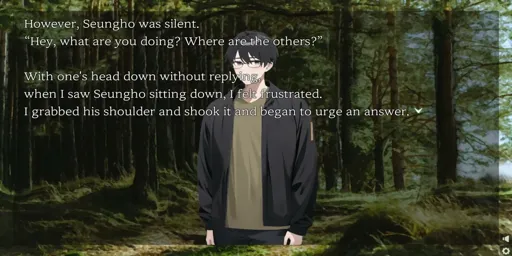 However, Seungho was silent.
“Hey, what are you doing? Where are the others?”
With one's head down without replying,
when I saw Seungho sitting down, I felt frustrated.
I grabbed his shoulder and shook it and began to urge an answer.